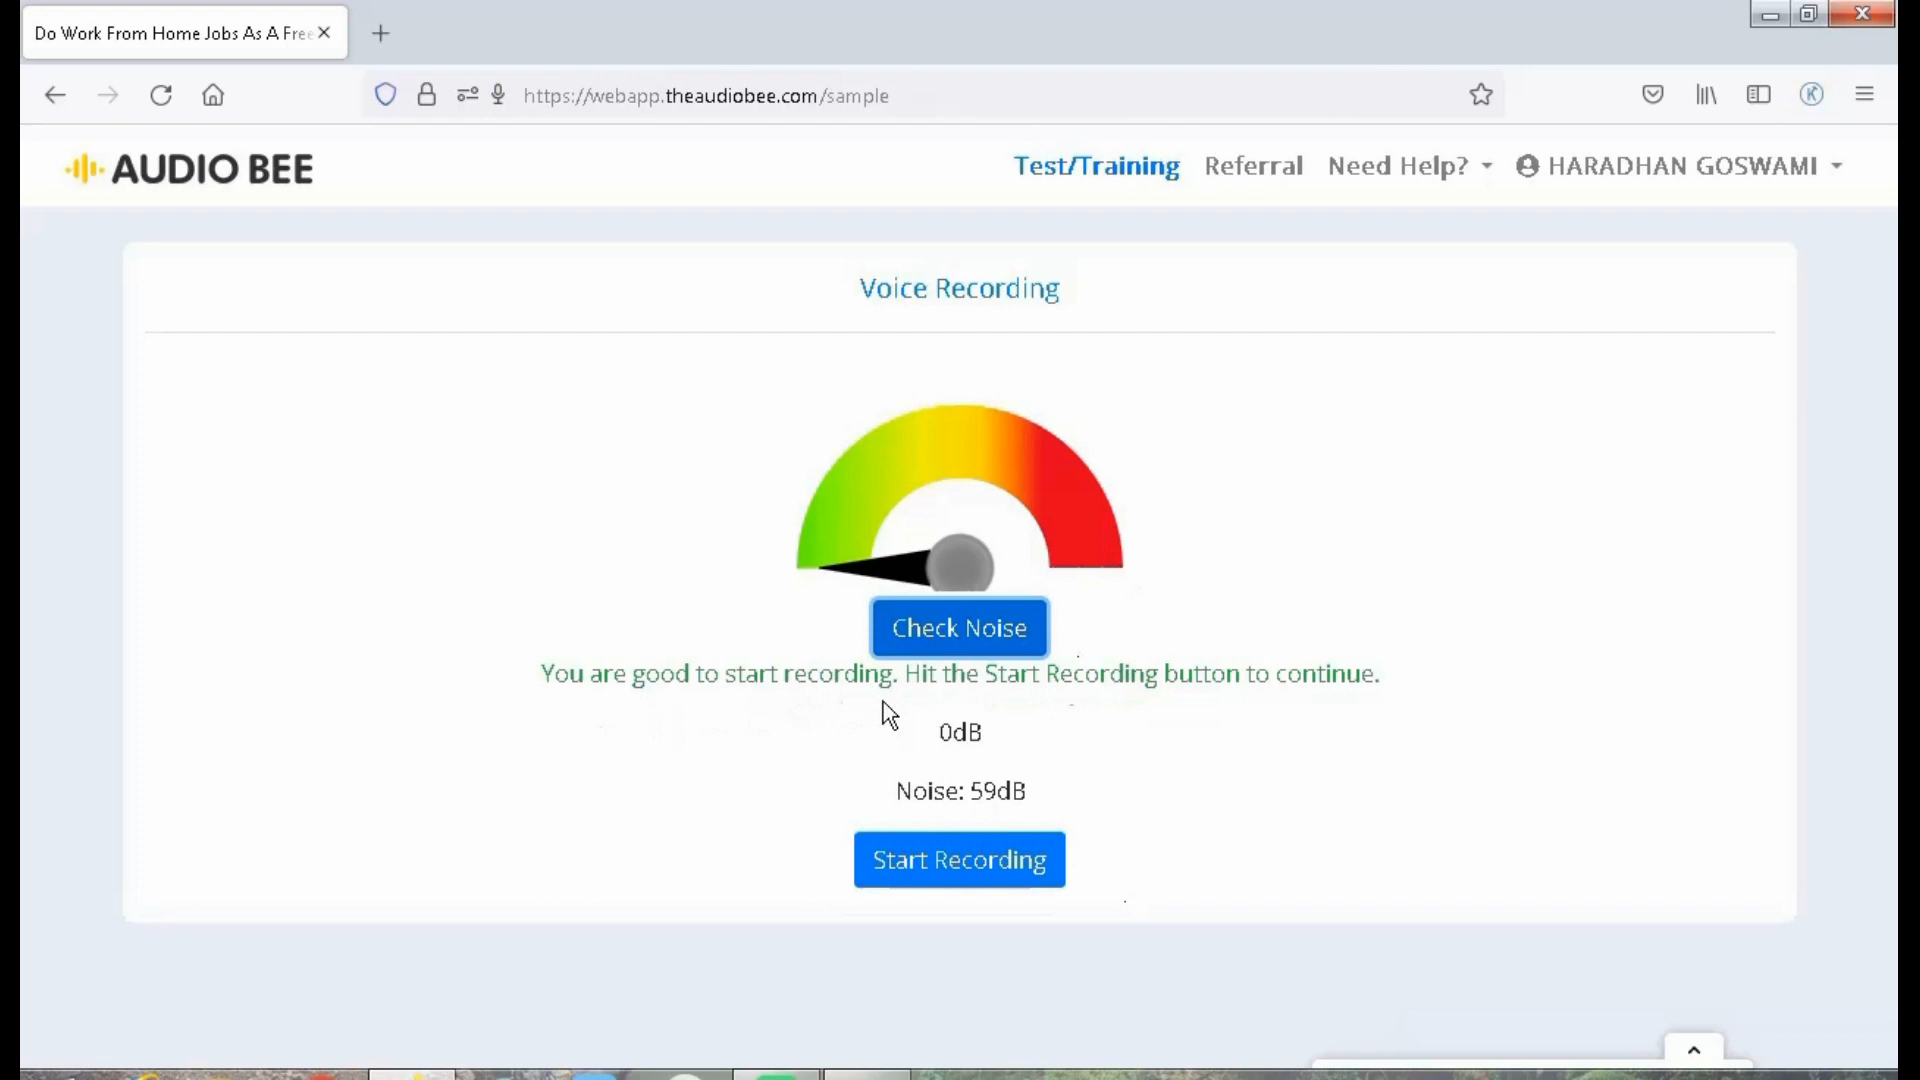 Do Work From Home Jobs As A Free
https://webapp.theaudiobee.com/sample
AUDIO BEE
Test/Training
Referral
Need Help?
HARADHAN GOSWAMI
Voice Recording
Check Noise
You are good to start recording. Hit the Start Recording button to continue.
0dB
Noise: 59dB
Start Recording